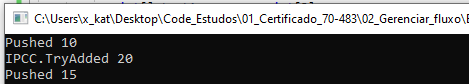 C:\Users\x_kat\Desktop\Code_Estudos\01_Certificado_70-483\02_Gerenciar_fluxo\
Pushed 10
IPCC.TryAdded 20
Pushed 15